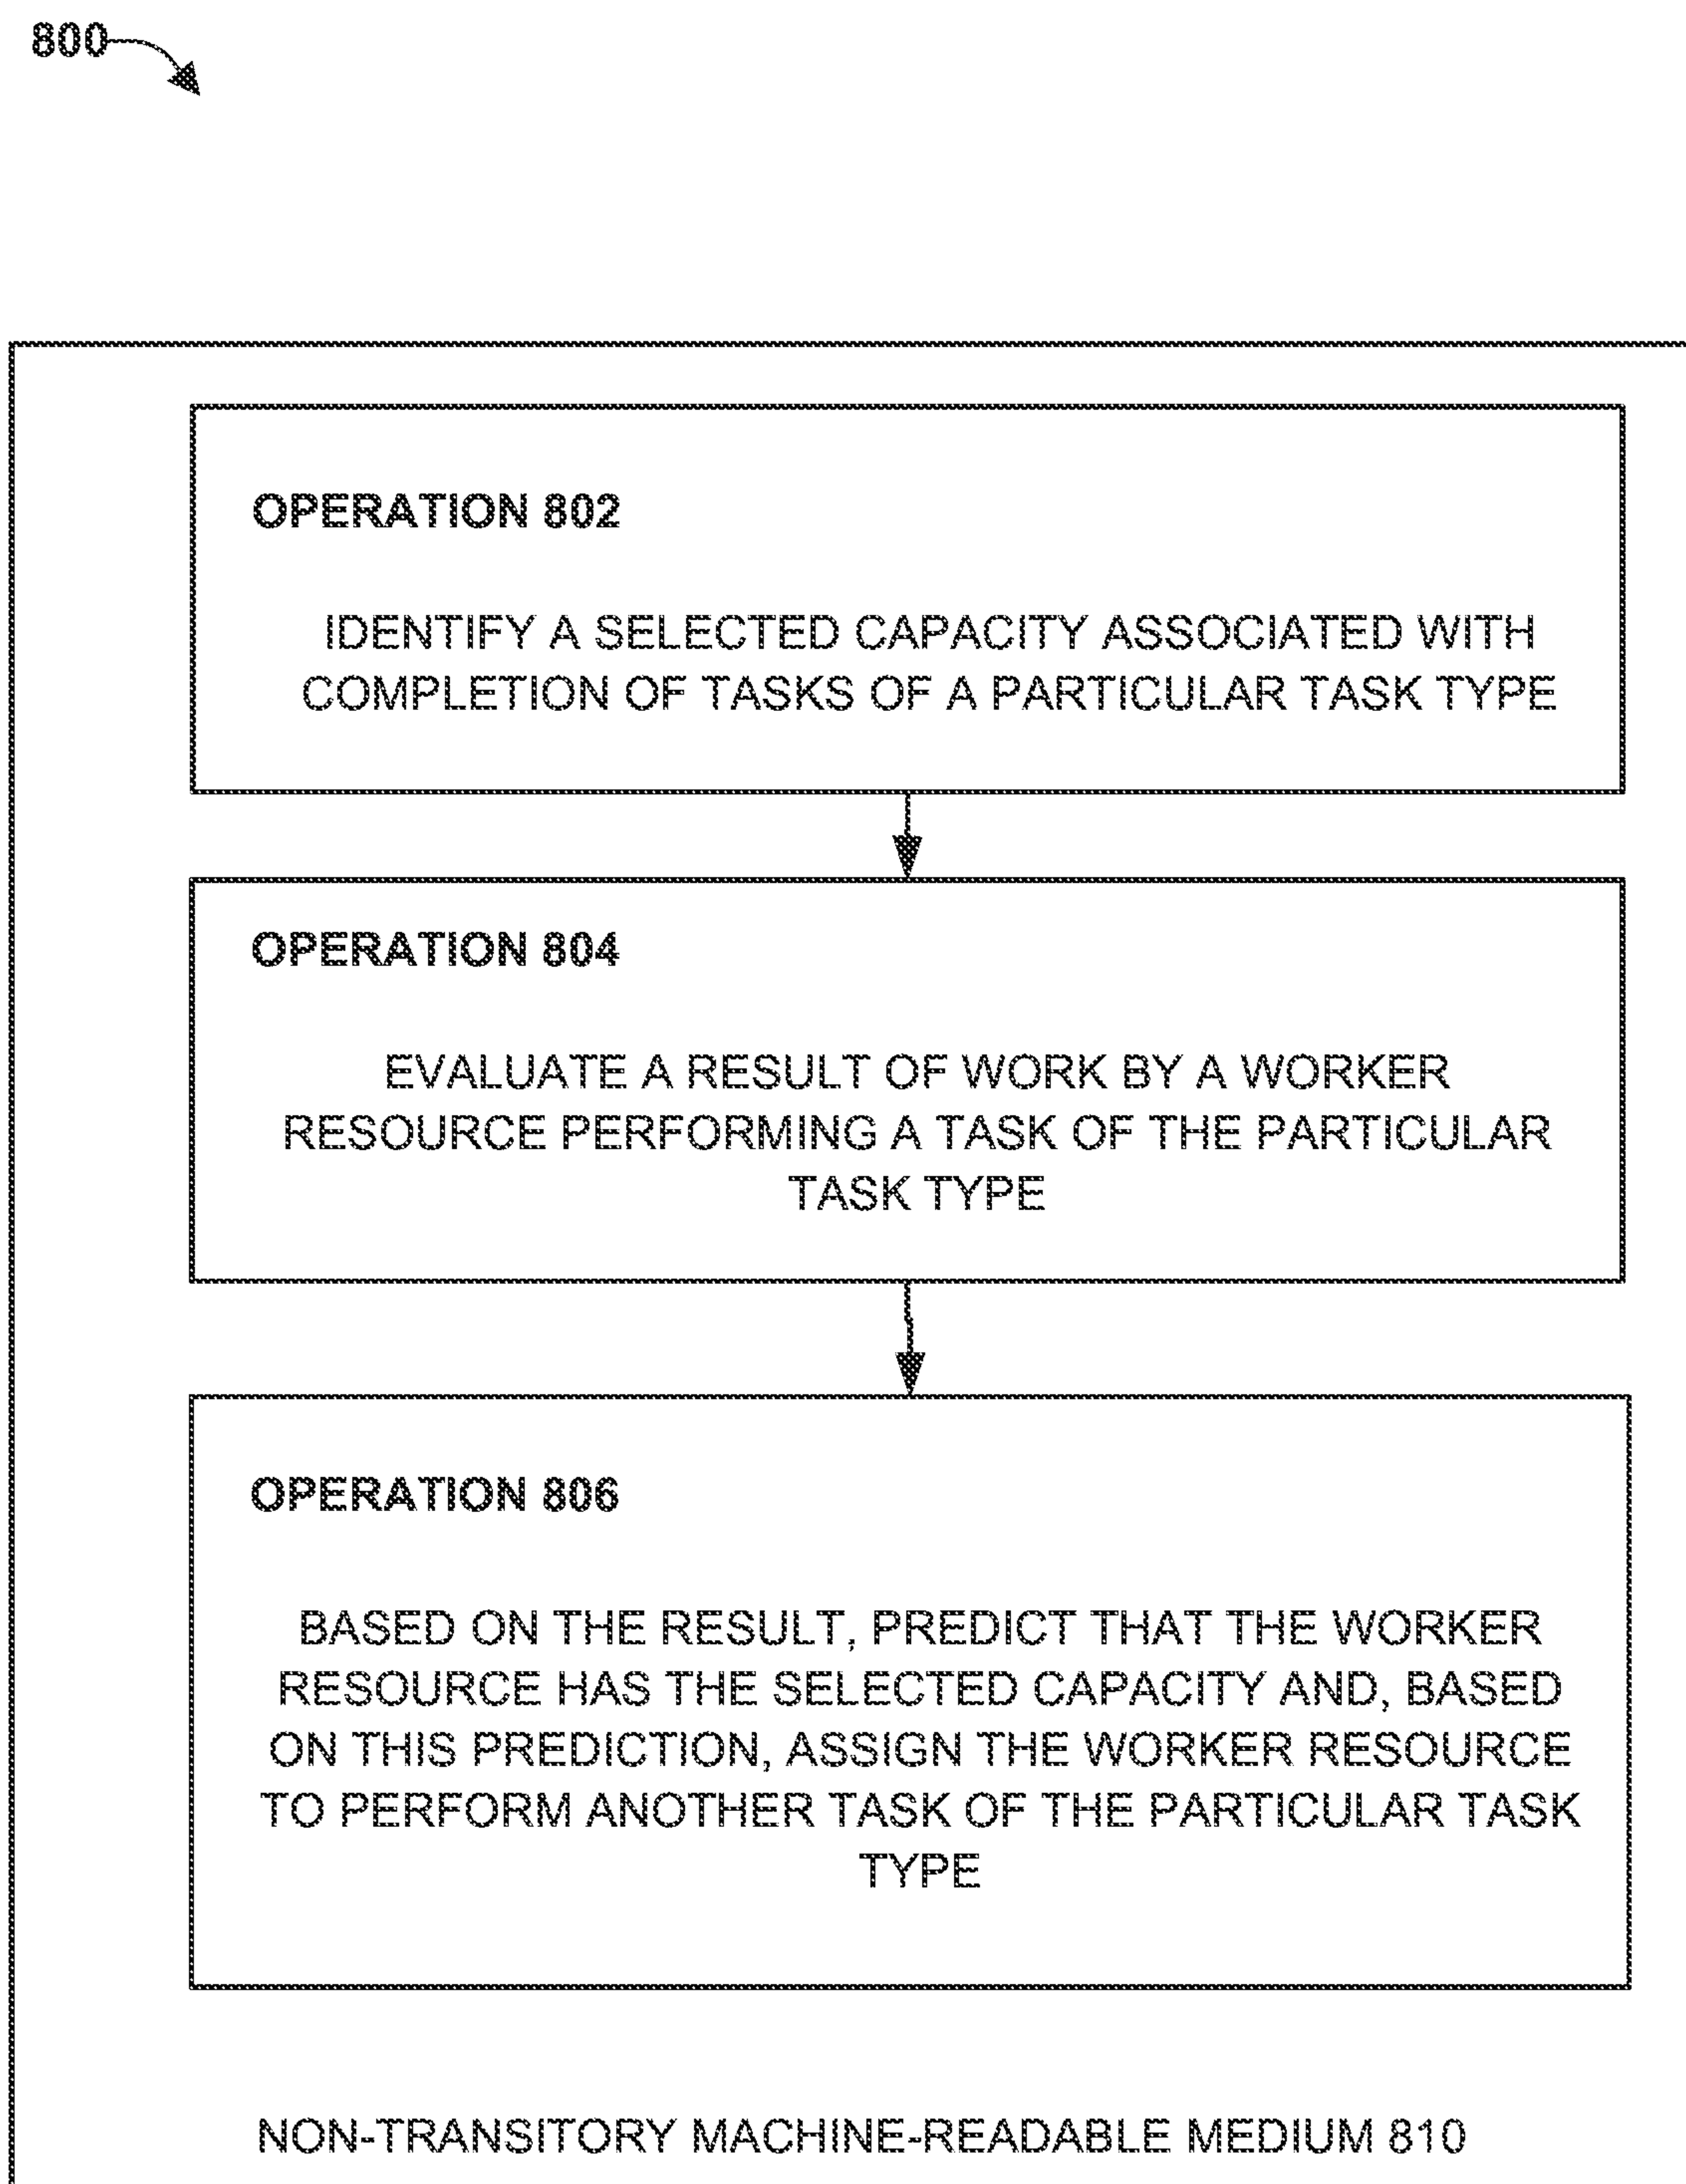 800
OPERATION 802
IDENTIFY A SELECTED CAPACITY ASSOCIATED WITH
COMPLETION OF TASKS OF A PARTICULAR TASK TYPE
OPERATION 804
EVALUATE A RESULT OF WORK BY A WORKER
RESOURCE PERFORMING A TASK OF THE PARTICULAR
TASK TYPE
OPERATION 806
BASED ON THE RESULT, PREDICT THAT THE WORKER
RESOURCE HAS THE SELECTED CAPACITY AND, BASED
ON THIS PREDICTION, ASSIGN THE WORKER RESOURCE
TO PERFORM ANOTHER TASK OF THE PARTICULAR TASK
TYPE
NON-TRANSITORY MACHINE-READABLE MEDIUM 810